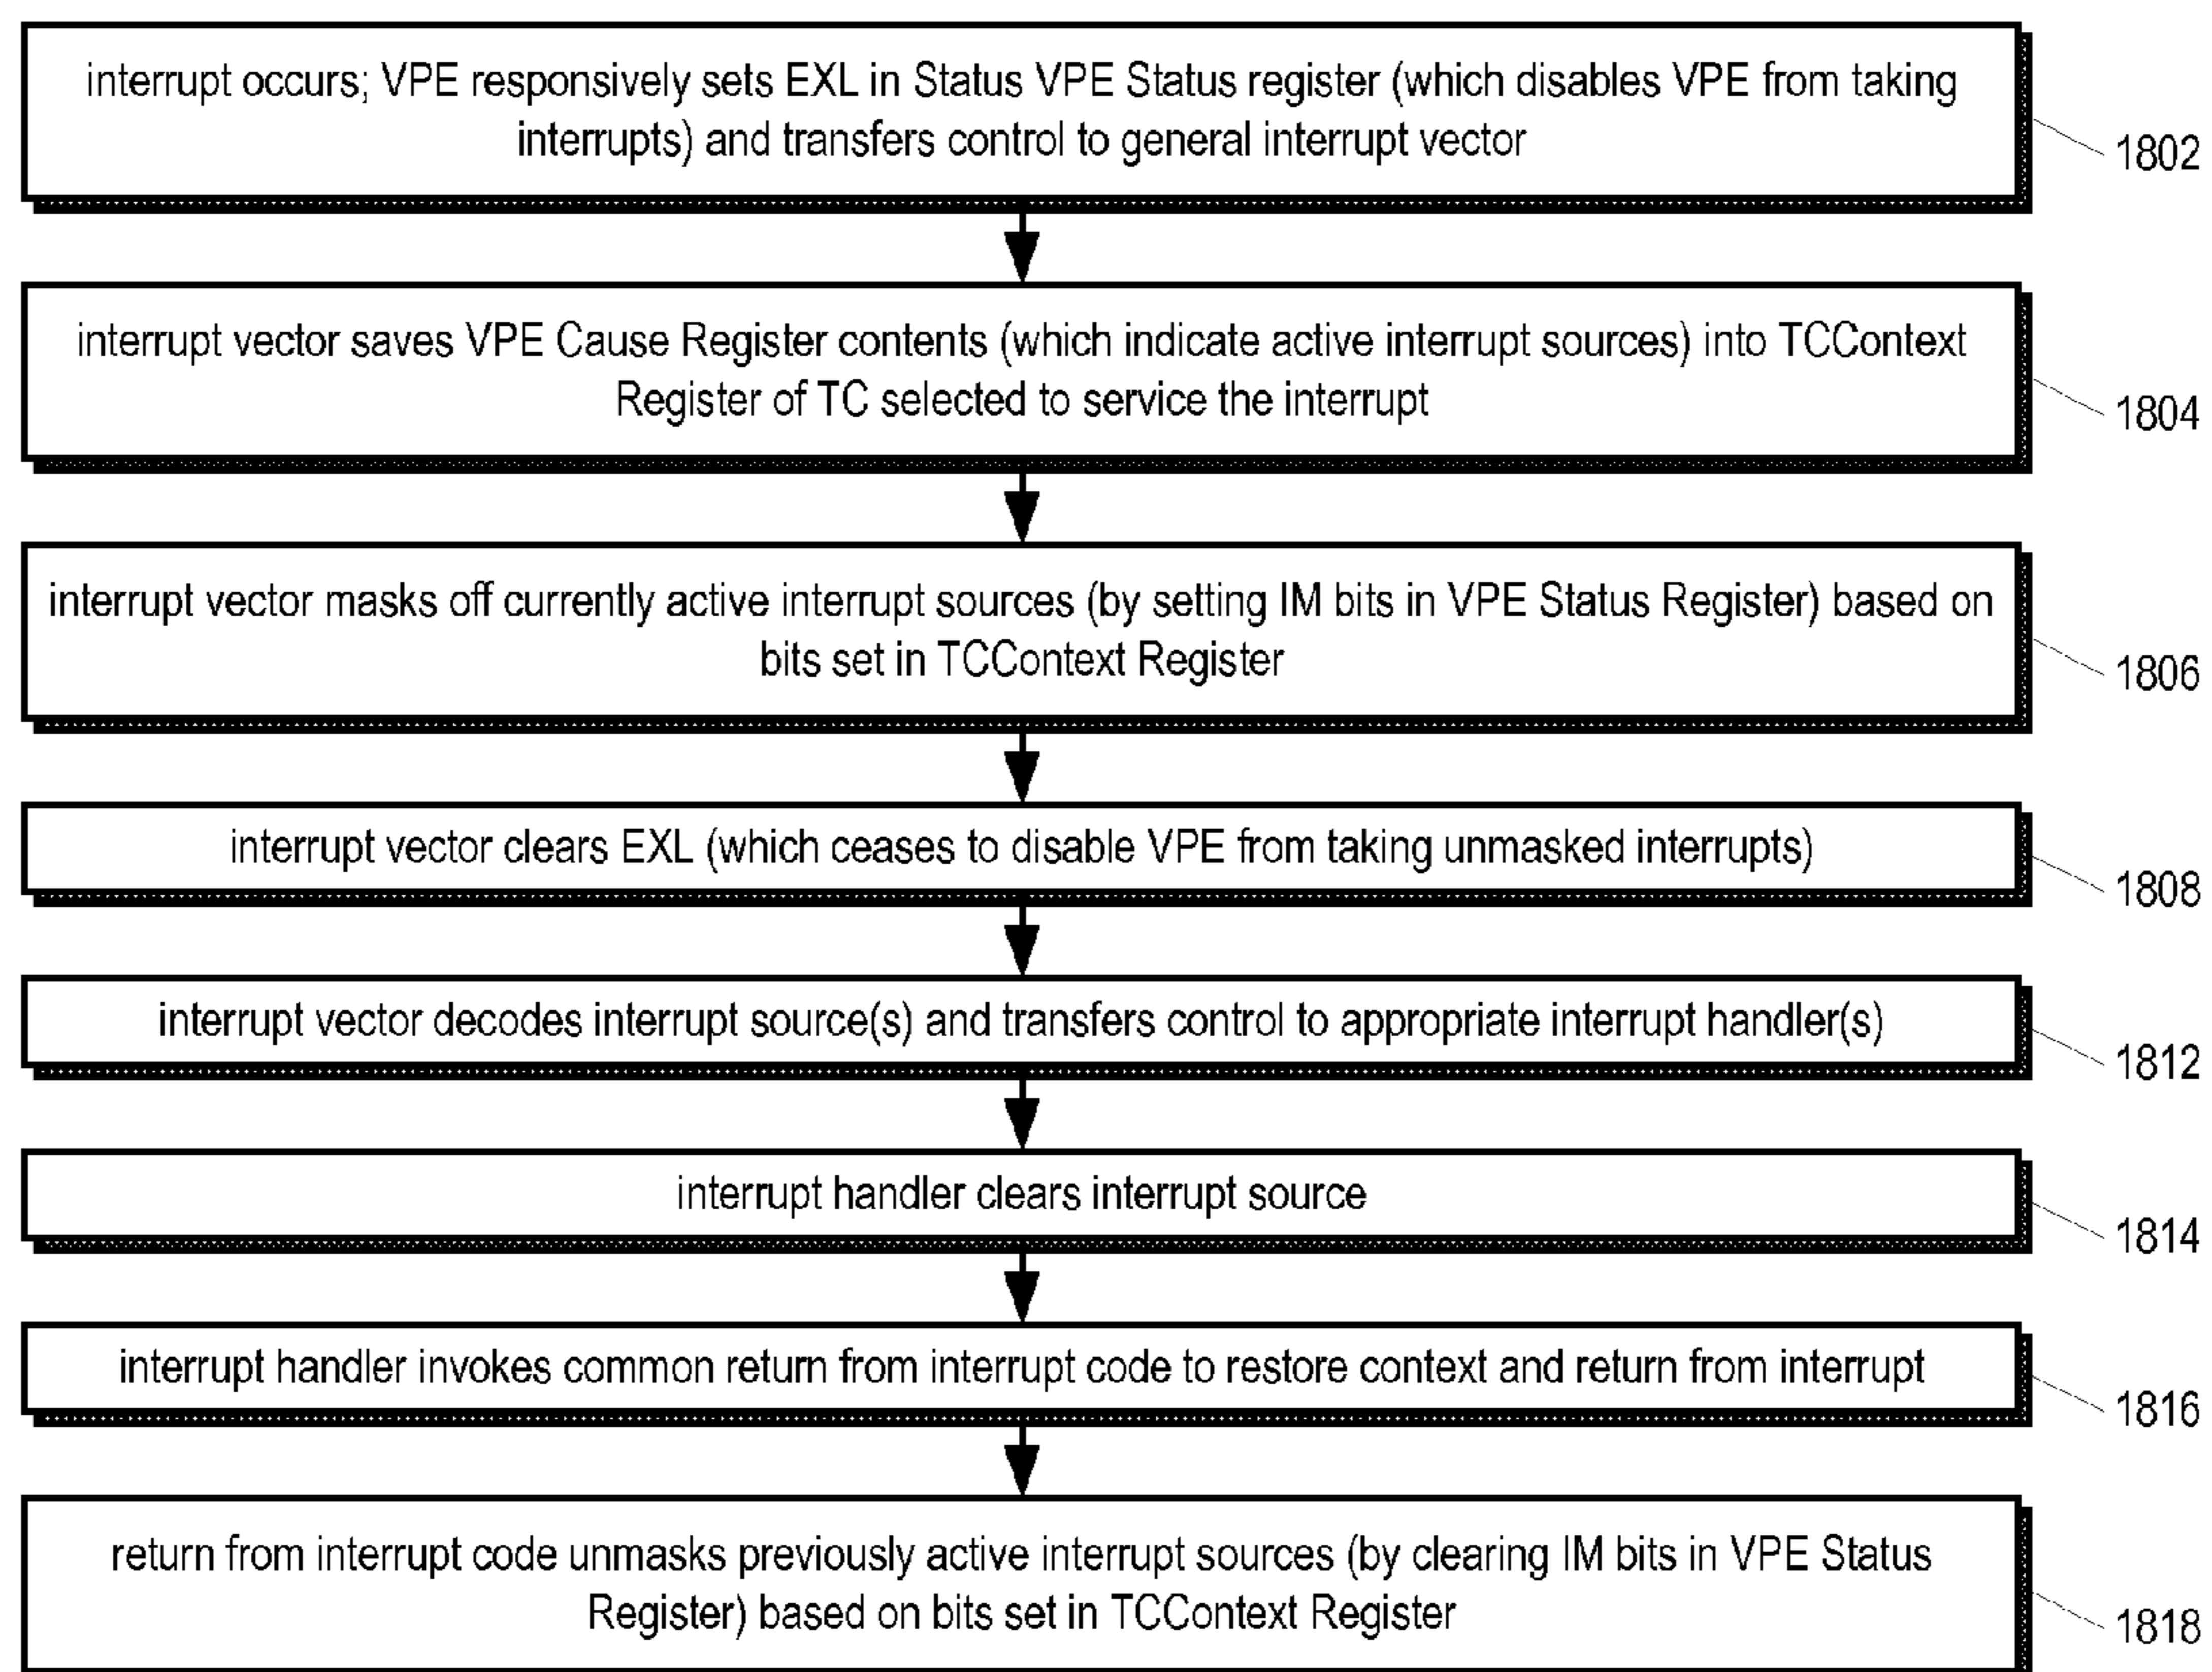 interrupt occurs; VPE responsively sets EXL in Status VPE Status register (which disables VPE from taking
interrupts) and transfers control to general interrupt vector
1802
interrupt vector saves VPE Cause Register contents (which indicate active interrupt sources) into TCContext
Register of TC selected to service the interrupt
1804
interrupt vector masks off currently active interrupt sources (by setting IM bits in VPE Status Register) based on
bits set in TCContext Register
1806
interrupt vector clears EXL (which ceases to disable VPE from taking unmasked interrupts)
1808
interrupt vector decodes interrupt source(s) and transfers control to appropriate interrupt handler(s)
1812
interrupt handler clears interrupt source
1814
interrupt handler invokes common return from interrupt code to restore context and return from interrupt
1816
return from interrupt code unmasks previously active interrupt sources (by clearing IM bits in VPE Status
Register) based on bits set in TCContext Register
1818